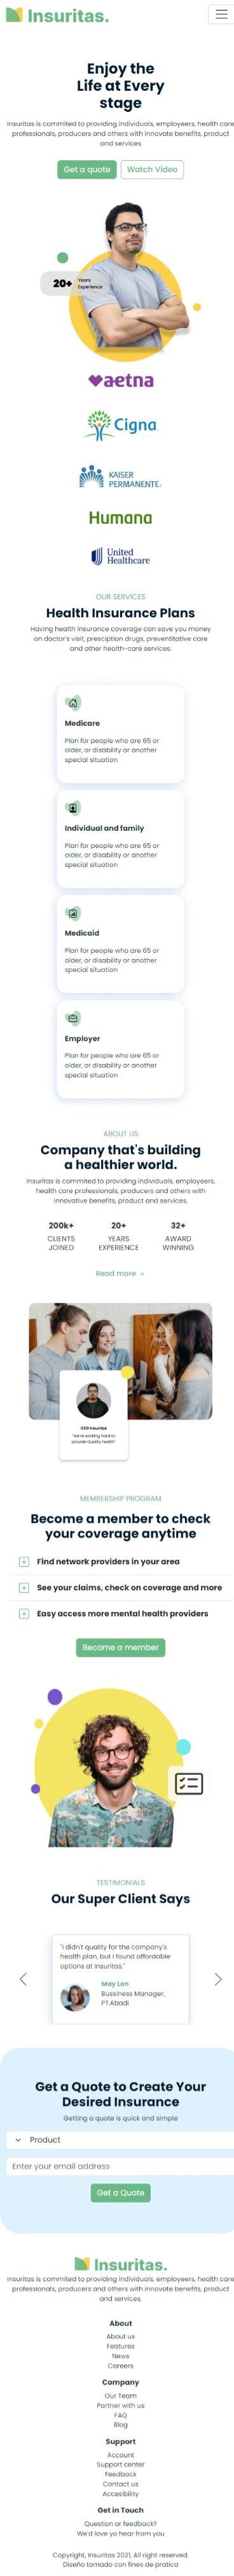 Insuritas.
Enjoy the
Life at Every
stage
Insuritas is commited to providing individuals, employeers, health care
professionals, producers and others with innovate benefits, product
and services
Get a quote
Watch Video
20+
Years
Experience
aetna
Cigna
KAISER
PERMANENTE.
Humana
United
Healthcare
OUR SERVICES
Health Insurance Plans
Having health insurance coverage can save you money
on doctor's visit, presciption drugs, preventitative care
and other health-care services.
Medicare
Plan for people who are 65 or
older, or disability or another
special situation
Individual and family
Plan for people who are 65 or
older, or disability or another
special situation
Medicaid
Plan for people who are 65 or
older, or disability or another
special situation
Employer
Plan for people who are 65 or
older, or disability or another
special situation
ABOUT US
Company that's building
a healthier world.
Insuritas is commited to providing individuals, employeers,
health care professionals, producers and others with
innovative benefits, product and services.
200k+
20+
32+
CLIENTS
JOINED
YEARS
EXPERIENCE
AWARD
WINNING
Read more →
CEO Insuritas
"we're working hard to
provide Quality health"
MEMBERSHIP PROGRAM
Become a member to check
your coverage anytime
Find network providers in your area
See your claims, check on coverage and more
Easy access more mental health providers
Become a member
TESTIMONIALS
Our Super Client Says
"I didn't quality for the company's
health plan, but I found affordable
options at Insuritas."
May Len
Bussiness Manager,
PT.Abadi
Get a Quote to Create Your
Desired Insurance
Getting a quote is quick and simple
Product
Enter your email address
Get a Quote
Insuritas.
Insuritas is commited to providing individuals, employeers, health care
professionals, producers and others with innovate benefits, product
and services.
About
About us
Features
News
Careers
Company
Our Team
Partner with us
FAQ
Blog
Support
Account
Support center
Feedback
Contact us
Accesiblity
Get in Touch
Question or feedback?
We'd love yo hear from you
Copyright, Insuritas 2021, All right reserved.
Diseño tomado con fines de pratica